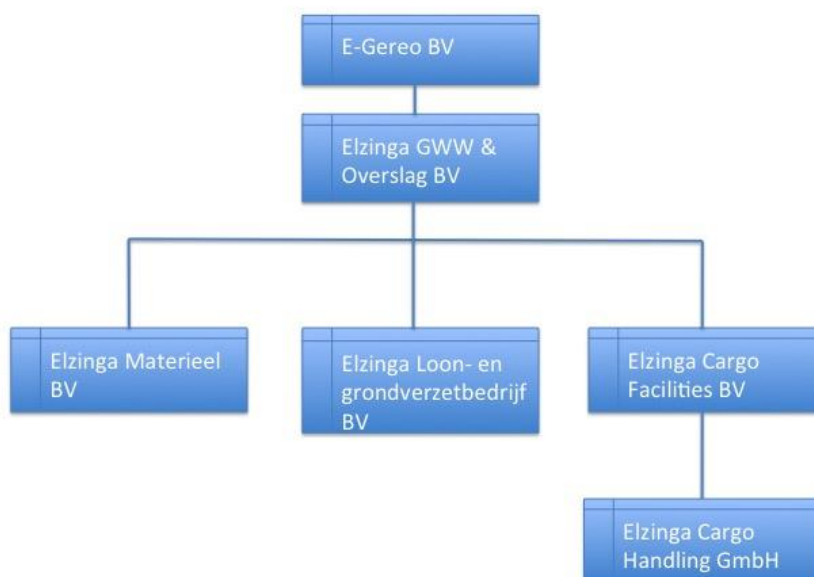 E-Gereo BV
Elzinga GWW &
Overslag BV
Elzinga Materieel
BV
Elzinga Loon- en
grondverzetbedrijf
BV
Elzinga Cargo
Facilities BV
Elzinga Cargo
Handling GmbH